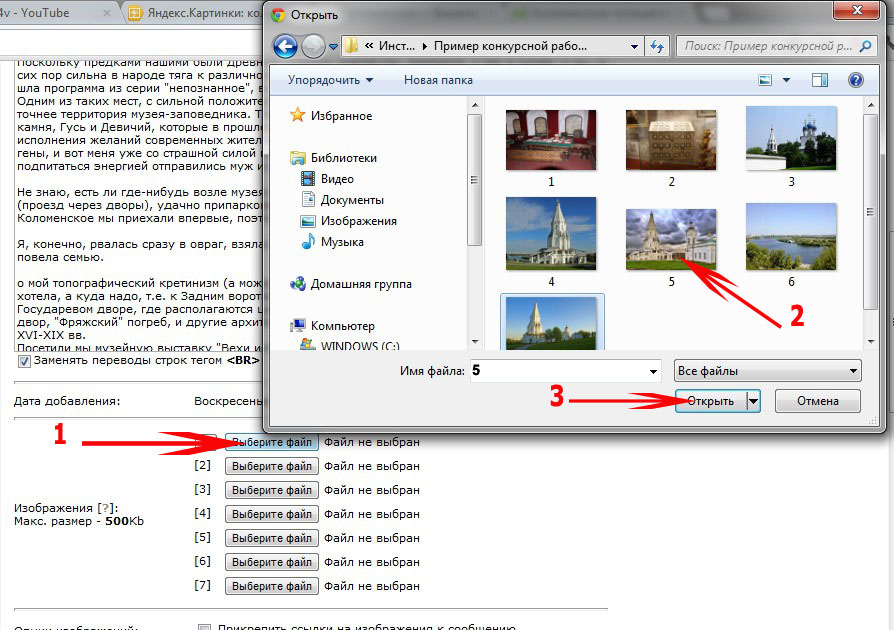 4v - YouTube
Яндекс.Картинки: ко
Открыть
« Инст... ▸ Пример конкурсной рабо...
Поиск: Пример конкурсной р...
Упорядочить
Новая папка
Избранное
Библиотеки
Видео
Документы
Изображения
Музыка
Домашняя группа
Компьютер
WINDOWS (C:)
1
2
3
4
5
6
2
Имя файла: 5
Все файлы
3
Открыть
Отмена
Поскольку предками нашими были древн
сих пор сильна в народе тяга к различно
шла программа из серии "непознанное", в
Одним из таких мест, с сильной положите
точнее территория музея-заповедника. Т
камня, Гусь и Девичий, которые в прошло
исполнения желаний современных жител
гены, и вот меня уже со страшной силой
подпитаться энергией отправились муж и
Не знаю, есть ли где-нибудь возле музея
(проезд через дворы), удачно припарко
Коломенское мы приехали впервые, поэт
Я, конечно, рвалась сразу в овраг, взяла
повела семью.
о мой топографический кретинизм (а мож
хотела, а куда надо, т.е. к Задним ворот
Государевом дворе, где располагаются ц
двор, "Фряжский" погреб, и другие архит
XVI-XIX вв.
Посетили мы музейную выставку "Вехи и
Заменять переводы строк тегом <BR>
Дата добавления:
Воскресень
1
Выберите файл Файл не выбран
[2] Выберите файл Файл не выбран
[3] Выберите файл Файл не выбран
Изображения [?]:
Макс. размер - 500Kb
[4] Выберите файл Файл не выбран
[5] Выберите файл Файл не выбран
[6] Выберите файл Файл не выбран
[7] Выберите файл Файл не выбран
Прикрепить ссылки на изображения к сообщению